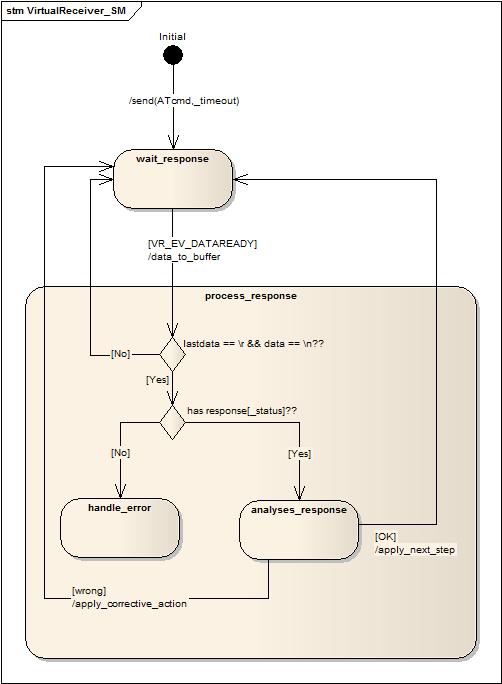 stm VirtualReceiver_SM
Initial
/send(ATcmd,_timeout)
wait_response
[VR_EV_DATAREADY]
/data_to_buffer
process_response
lastdata == \r && data == \n??
[No]
[Yes]
has response[_status]??
[No]
[Yes]
handle_error
analyses_response
[OK]
/apply_next_step
[wrong]
/apply_corrective_action